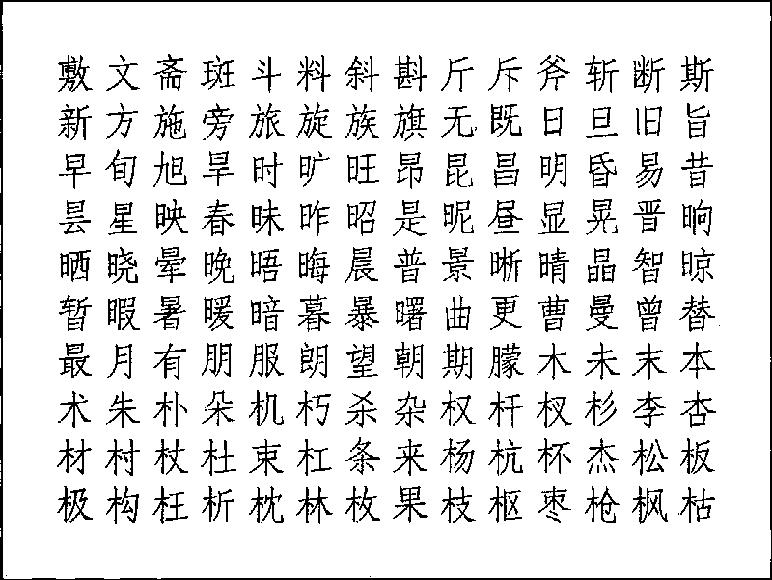 敷文斋斑斗料斜斟斤斥斧斩断斯
新方施旁旅旋族旗无既日旦旧旨
早旬旭旱时旷旺昂昆昌明昏易昔
昙星映春昧昨昭是昵昼显晃晋晌
晒晓晕晚晤晦晨普景晰晴晶智晾
暂暇暑暖暗暮暴曙曲更曹曼曾替
最月有朋服朗望朝期朦木未末本
术朱朴朵机朽杀杂权杆杈杉李杏
材村杖杜束杠条来杨杭杯杰松板
极构枉析枕林枚果枝枢枣枪枫枯